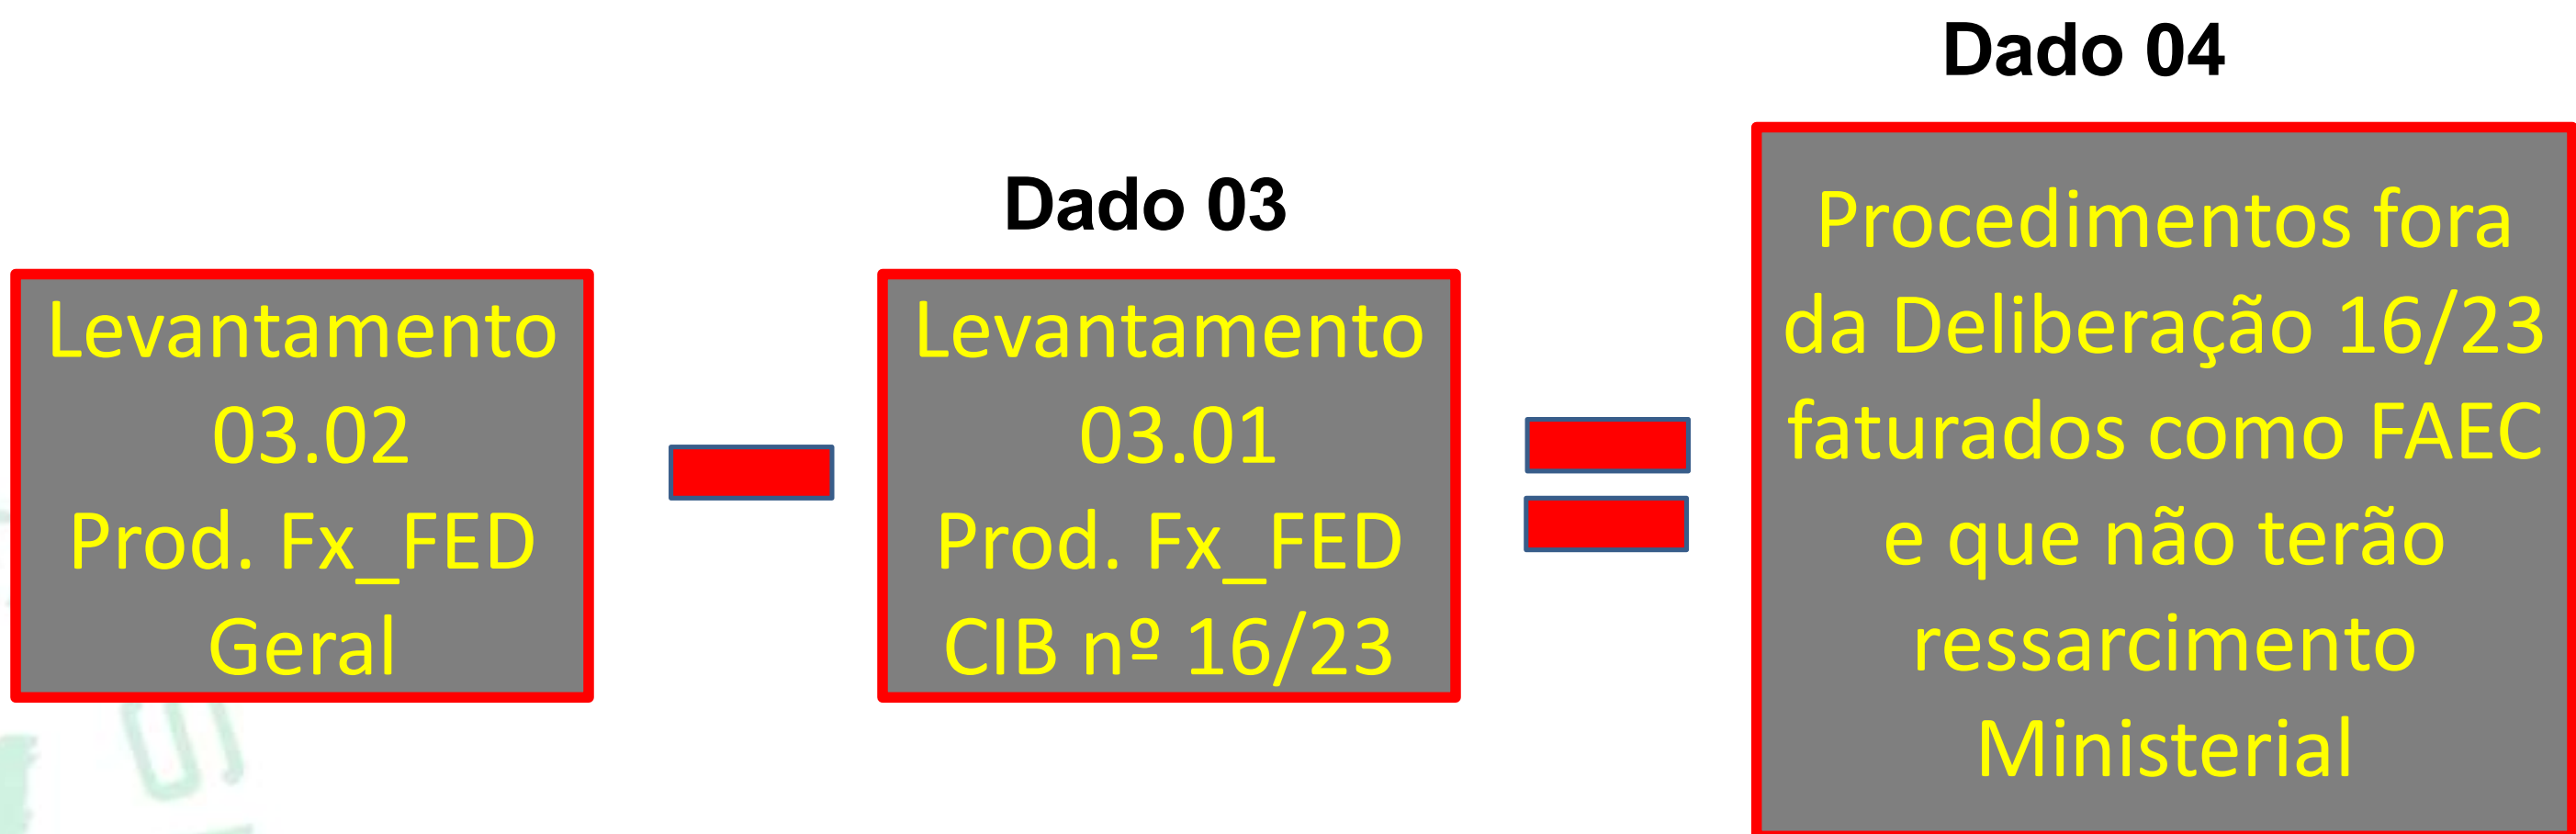 Dado 04
Dado 03
Levantamento
03.02
Prod. Fx_FED
Geral
Levantamento
03.01
Prod. Fx_FED
CIB nº 16/23
Procedimentos fora
da Deliberação 16/23
faturados como FAEC
e que não terão
ressarcimento
Ministerial